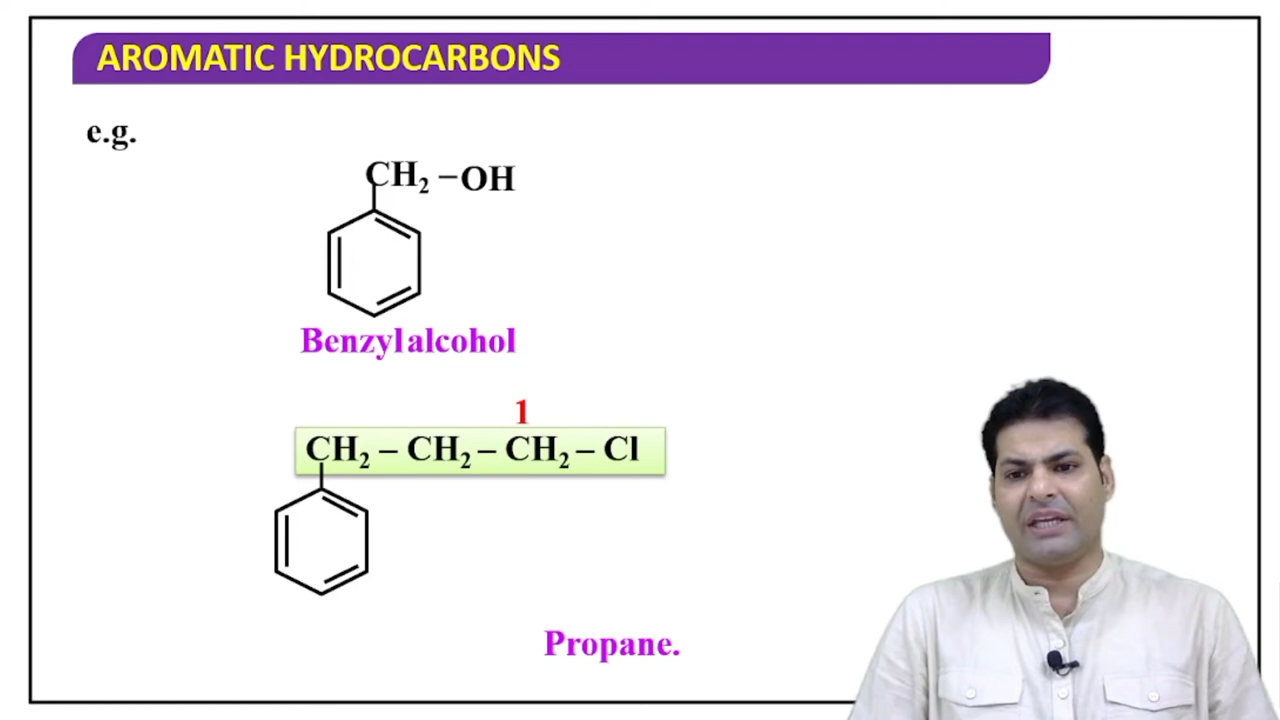 AROMATIC HYDROCARBONS
e.g.
CH₂ – OH
Benzyl alcohol
1
CH₂ – CH₂ – CH₂ – Cl
Propane.